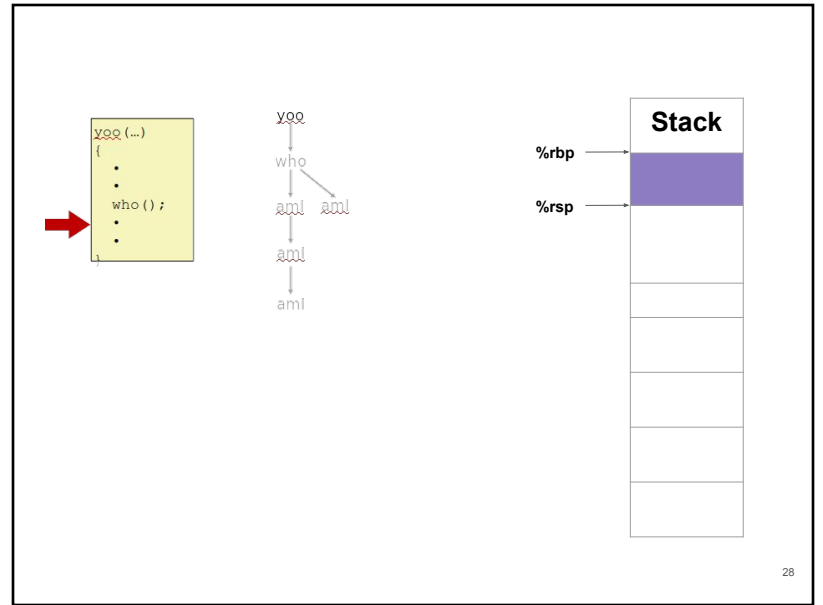 yoo(…)
{
•
•
who();
•
•
}
yoo
who
amI amI
amI
amI
Stack
%rbp
%rsp
28